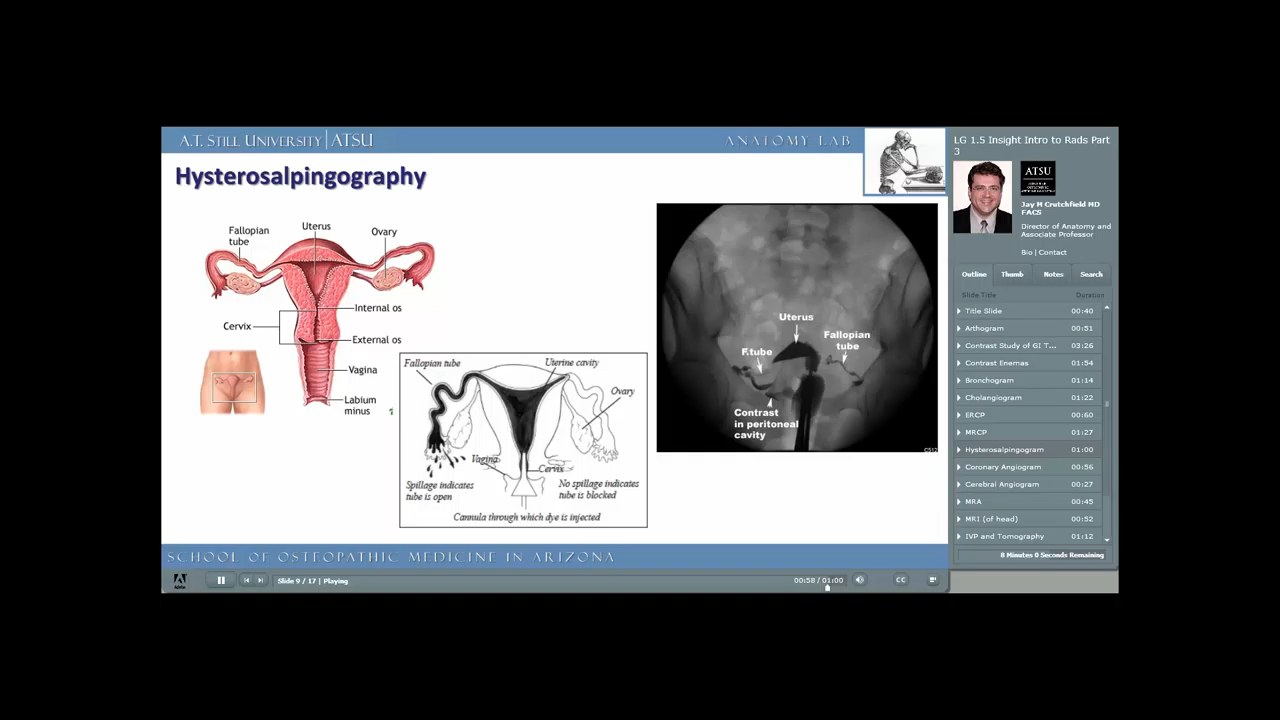 A.T. STILL UNIVERSITY | ATSU
ANATOMY LAB
Hysterosalpingography
Fallopian
tube
Uterus
Ovary
Internal os
Cervix
External os
Vagina
Labium
minus
Fallopian tube
Uterine cavity
Ovary
Vagina
Cervix
Spillage indicates
tube is open
No spillage indicates
tube is blocked
Cannula through which dye is injected
Uterus
Fallopian
tube
F.tube
Contrast
in peritoneal
cavity
SCHOOL OF OSTEOPATHIC MEDICINE IN ARIZONA
Slide 9 / 17 | Playing
00:58 / 01:00
CC
LG 1.5 Insight Intro to Rads Part
3
ATSU
Jay M Crutchfield MD
FACS
Director of Anatomy and
Associate Professor
Bio | Contact
Outline Thumb Notes Search
Slide Title Duration
Title Slide 00:40
Arthogram 00:51
Contrast Study of GI T... 03:26
Contrast Enemas 01:54
Bronchogram 01:14
Cholangiogram 01:22
ERCP 00:60
MRCP 01:27
Hysterosalpingogram 01:00
Coronary Angiogram 00:56
Cerebral Angiogram 00:27
MRA 00:45
MRI (of head) 00:52
IVP and Tomography 01:12
8 Minutes 0 Seconds Remaining